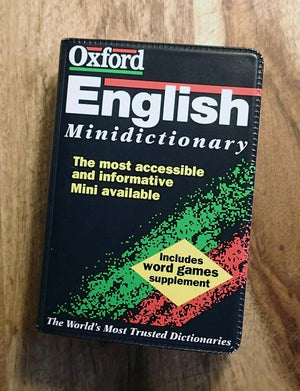 Oxford
English
Minidictionary
The most accessible
and informative
Mini available
Includes
word games
supplement
The World's Most Trusted Dictionaries